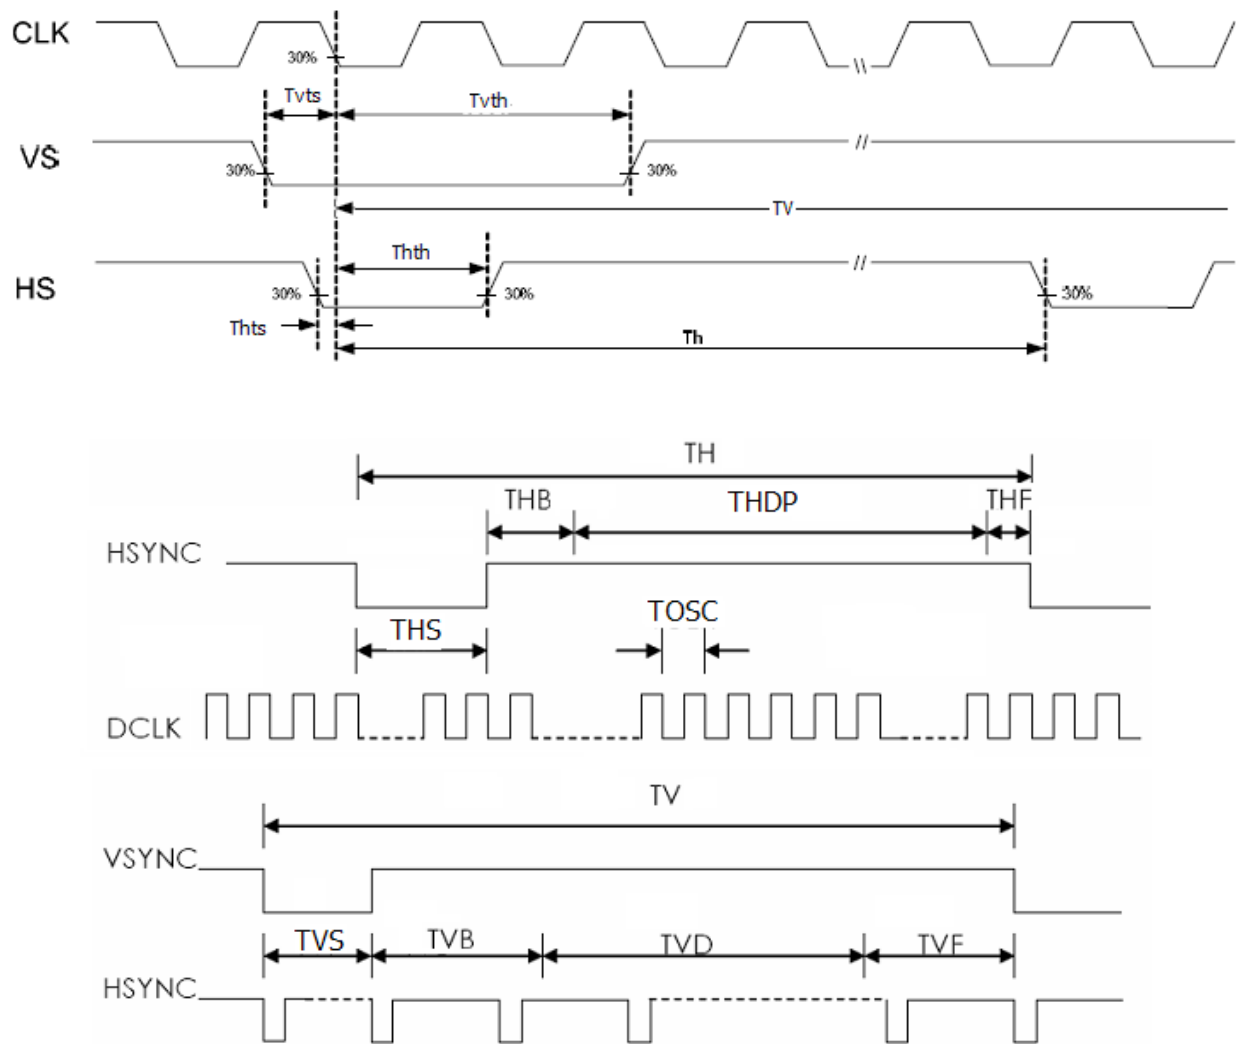 CLK
30%
Tvts
Tvth
VS
30%
30%
TV
Thth
HS
30%
30%
30%
Thts
Th
TH
THB
THDP
THF
HSYNC
TOSC
THS
DCLK
TV
VSYNC
TVS
TVB
TVD
TVF
HSYNC